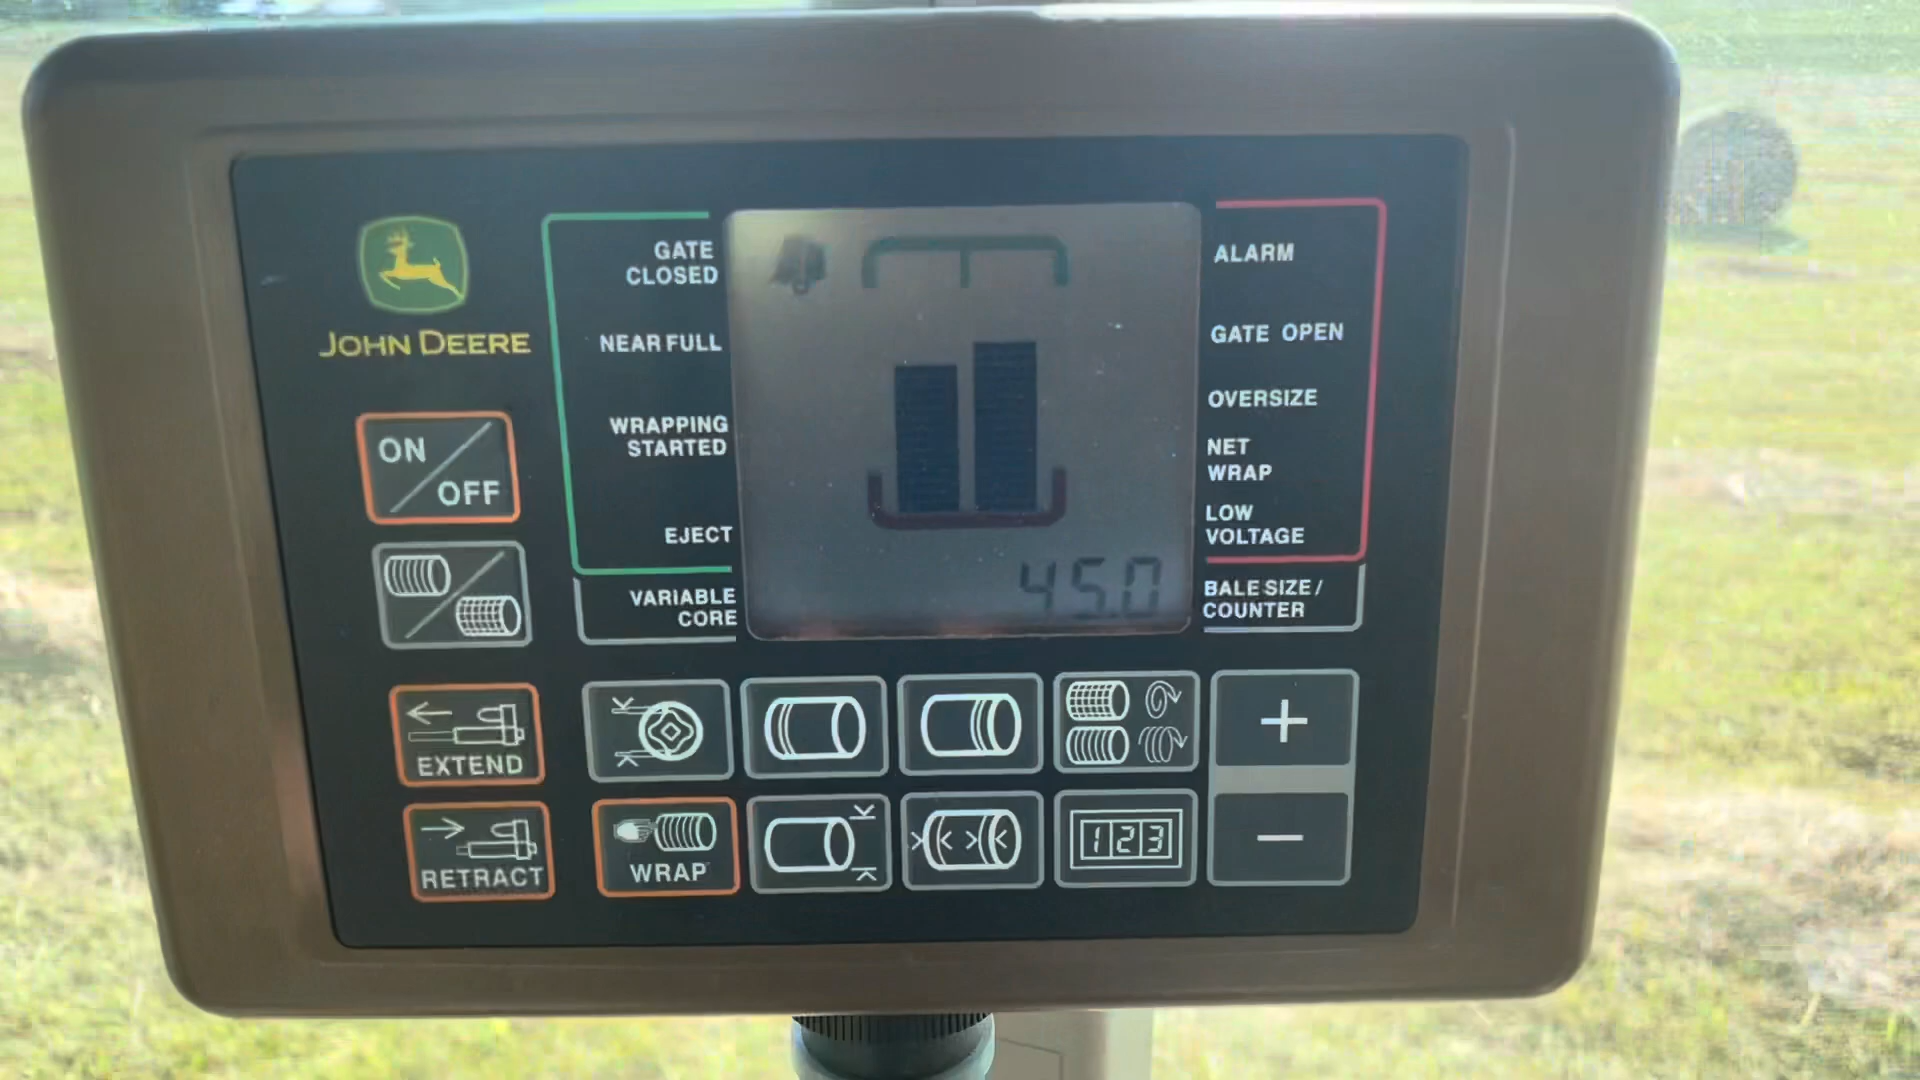 JOHN DEERE
ON
OFF
EXTEND
RETRACT
GATE
CLOSED
NEAR FULL
WRAPPING
STARTED
EJECT
VARIABLE
CORE
45.0
ALARM
GATE OPEN
OVERSIZE
NET
WRAP
LOW
VOLTAGE
BALE SIZE/
COUNTER
WRAP
123
+
−